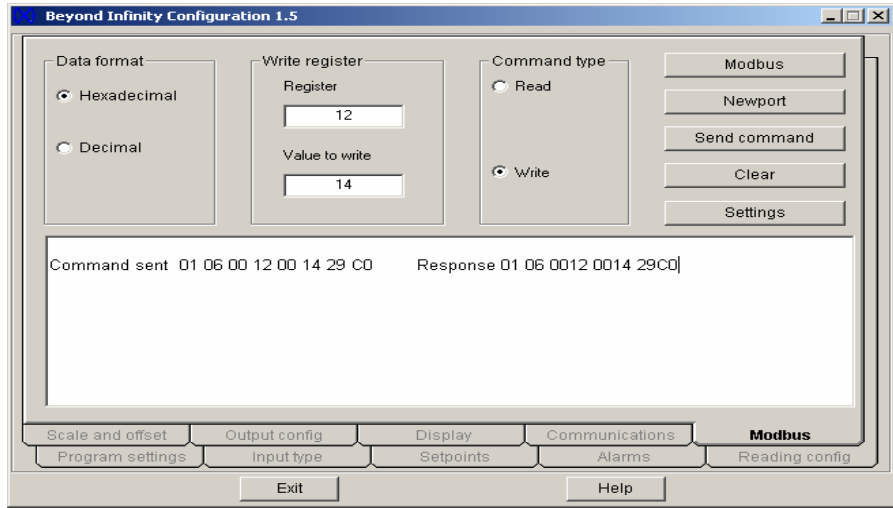 Beyond Infinity Configuration 1.5
Data format
Hexadecimal
Decimal
Write register
Register
12
Value to write
14
Command type
Read
Write
Modbus
Newport
Send command
Clear
Settings
Command sent 01 06 00 12 00 14 29 C0 Response 01 06 0012 0014 29C0
Scale and offset Output config Display Communications Modbus
Program settings Input type Setpoints Alarms Reading config
Exit Help